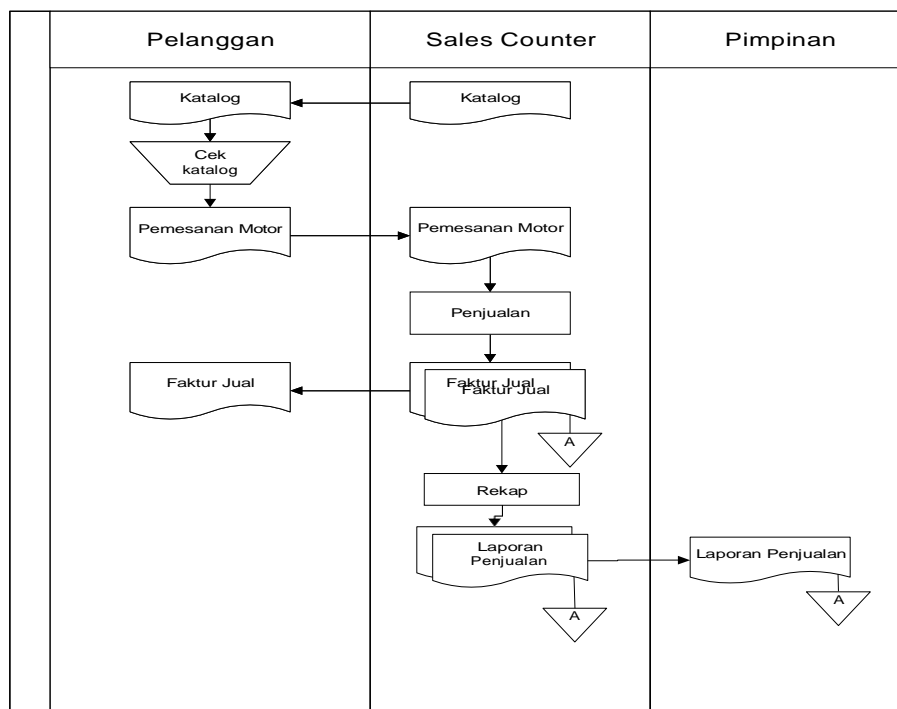 Pelanggan
Sales Counter
Pimpinan
Katalog
Katalog
Cek
katalog
Pemesanan Motor
Pemesanan Motor
Penjualan
Faktur Jual
Faktur Jual
Faktur Jual
A
Rekap
Laporan
Penjualan
Laporan Penjualan
A
A